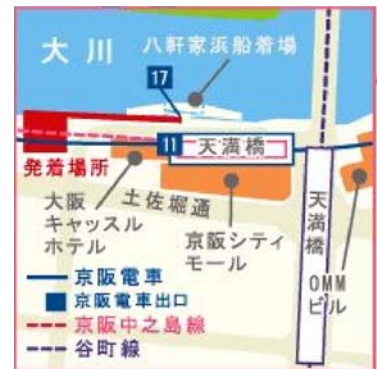 大川
八軒家浜船着場
17
11
天満橋
発着場所
大阪
キャッスル
ホテル
土佐堀通
京阪シティ
モール
天満橋
OMM
ビル
京阪電車
京阪電車出口
京阪中之島線
谷町線